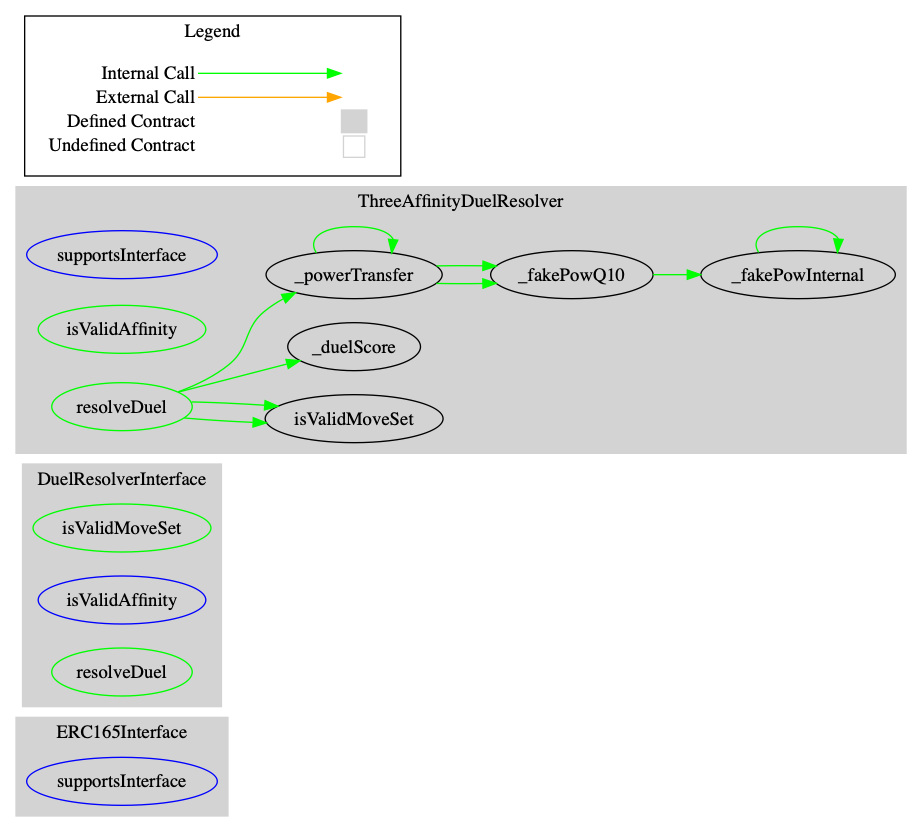 Legend
Internal Call
External Call
Defined Contract
Undefined Contract
ThreeAffinityDuelResolver
supportsInterface
_powerTransfer
_fakePowQ10
_fakePowInternal
isValidAffinity
_duelScore
resolveDuel
isValidMoveSet
DuelResolverInterface
isValidMoveSet
isValidAffinity
resolveDuel
ERC165Interface
supportsInterface